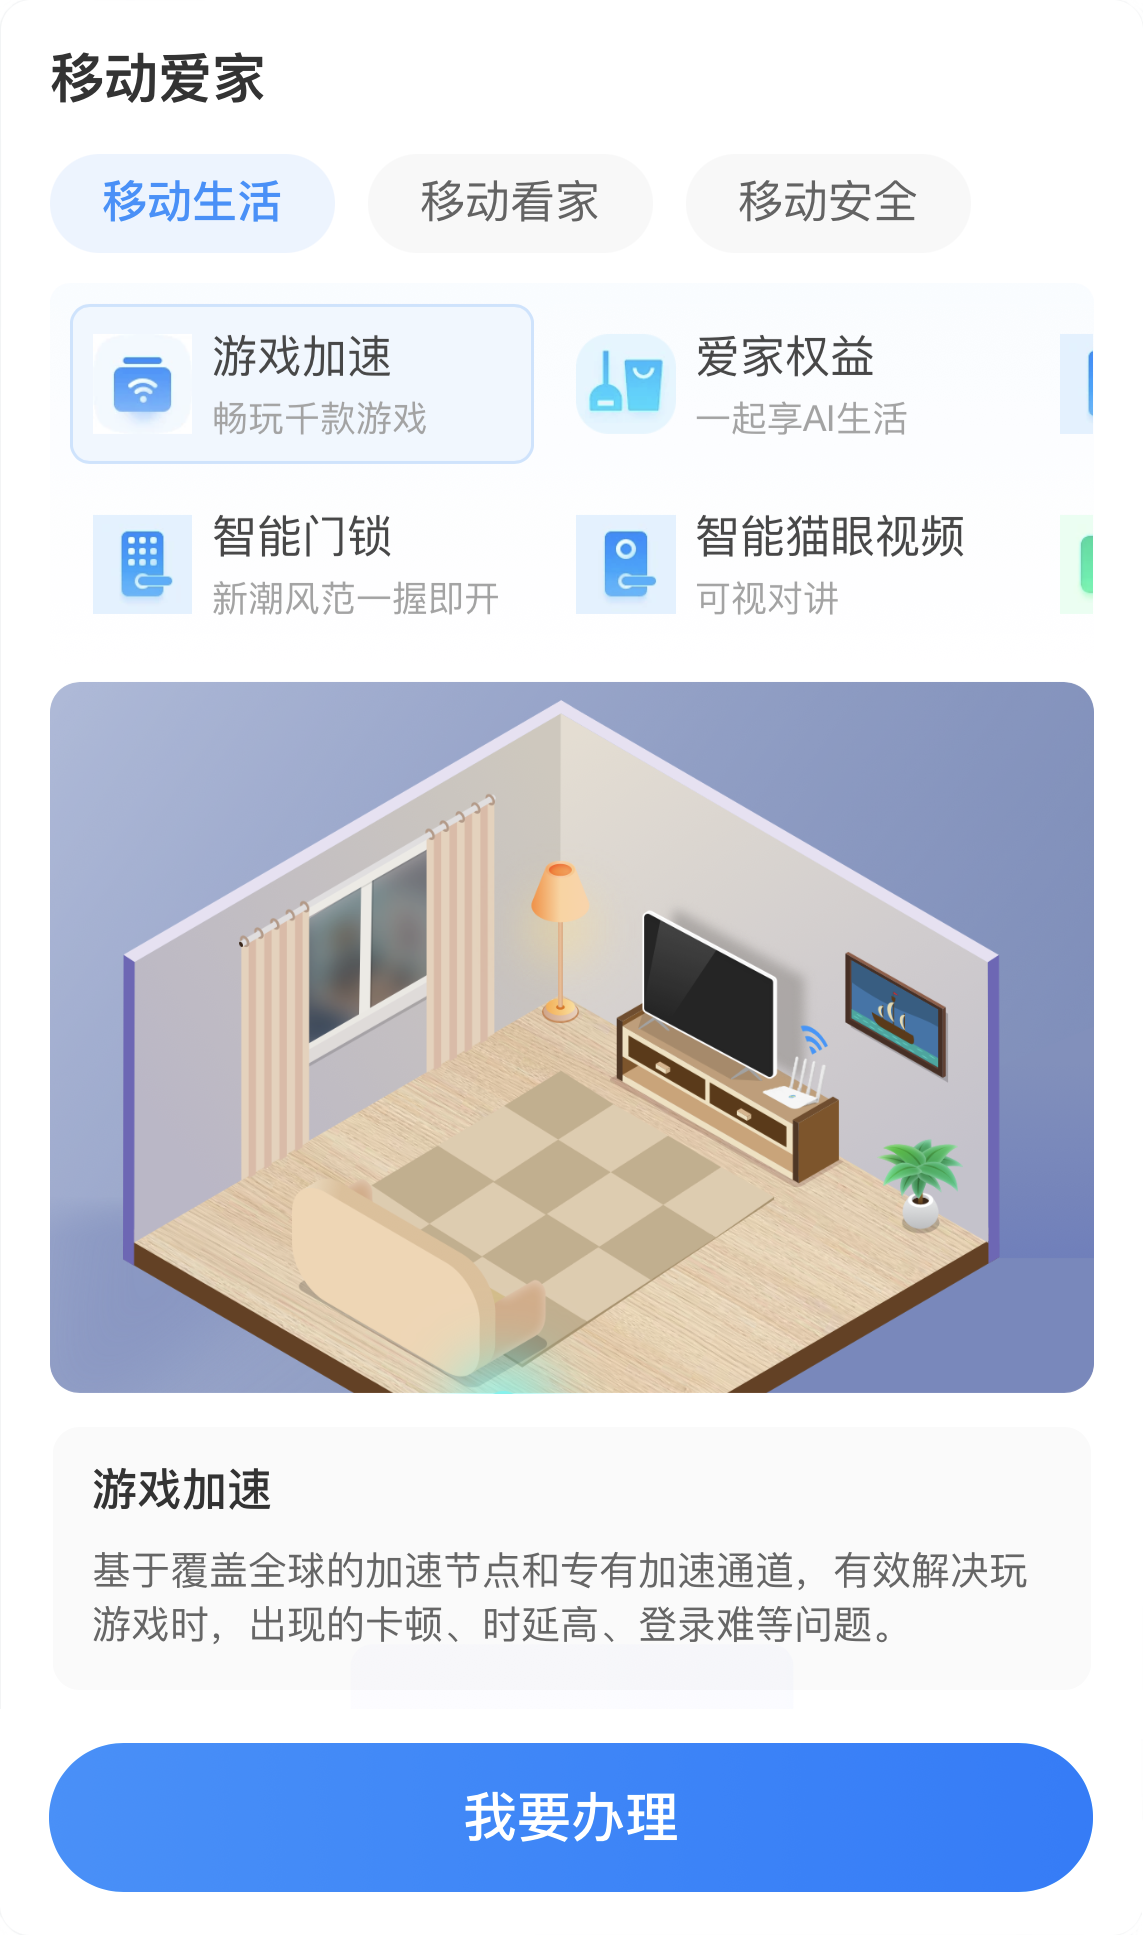 移动爱家
移动生活
移动看家
移动安全
游戏加速
畅玩千款游戏
爱家权益
一起享AI生活
智能门锁
新潮风范一握即开
智能猫眼视频
可视对讲
游戏加速
基于覆盖全球的加速节点和专有加速通道，有效解决玩
游戏时，出现的卡顿、时延高、登录难等问题。
我要办理